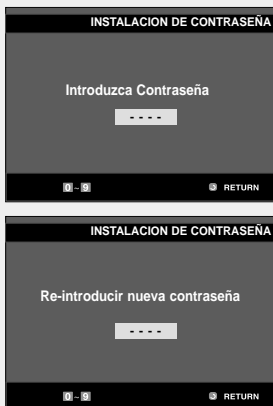 INSTALACION DE CONTRASEÑA
Introduzca Contraseña
- - - -
0 ~ 9 RETURN
INSTALACION DE CONTRASEÑA
Re-introducir nueva contraseña
- - - -
0 ~ 9 RETURN